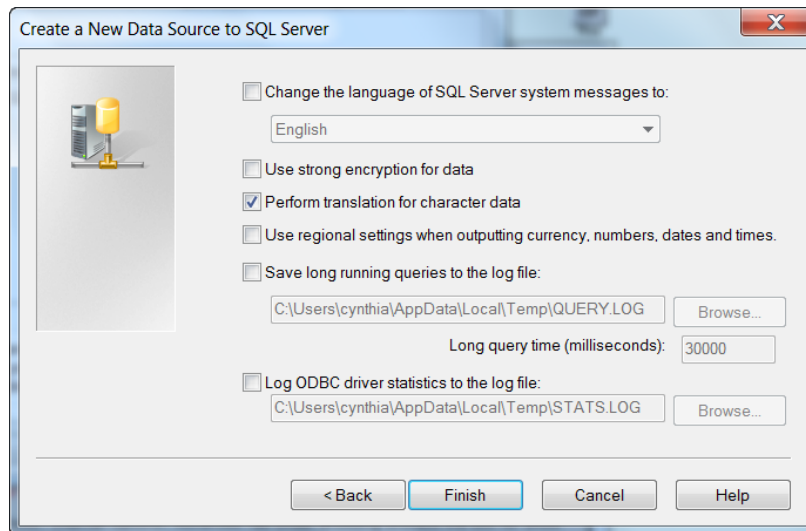 Create a New Data Source to SQL Server
Change the language of SQL Server system messages to:
English
Use strong encryption for data
Perform translation for character data
Use regional settings when outputting currency, numbers, dates and times.
Save long running queries to the log file:
C:\Users\cynthia\AppData\Local\Temp\QUERY.LOG
Browse...
Long query time (milliseconds):
30000
Log ODBC driver statistics to the log file:
C:\Users\cynthia\AppData\Local\Temp\STATS.LOG
Browse...
< Back
Finish
Cancel
Help